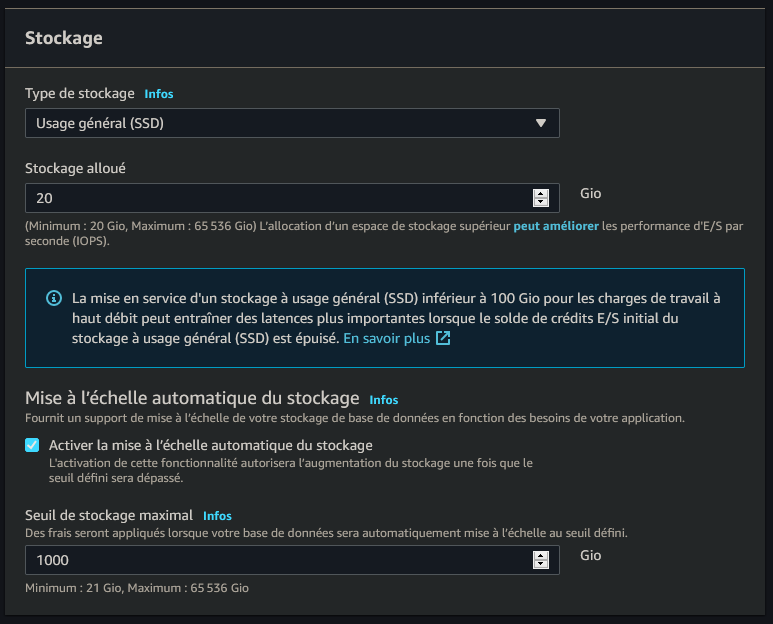 Stockage
Type de stockage Infos
Usage général (SSD)
Stockage alloué
20
Gio
(Minimum : 20 Gio, Maximum : 65 536 Gio) L'allocation d'un espace de stockage supérieur peut améliorer les performance d'E/S par
seconde (IOPS).
La mise en service d'un stockage à usage général (SSD) inférieur à 100 Gio pour les charges de travail à
haut débit peut entraîner des latences plus importantes lorsque le solde de crédits E/S initial du
stockage à usage général (SSD) est épuisé. En savoir plus
Mise à l'échelle automatique du stockage Infos
Fournit un support de mise à l'échelle de votre stockage de base de données en fonction des besoins de votre application.
Activer la mise à l'échelle automatique du stockage
L'activation de cette fonctionnalité autorisera l'augmentation du stockage une fois que le
seuil défini sera dépassé.
Seuil de stockage maximal Infos
Des frais seront appliqués lorsque votre base de données sera automatiquement mise à l'échelle au seuil défini.
1000
Gio
Minimum : 21 Gio, Maximum : 65 536 Gio